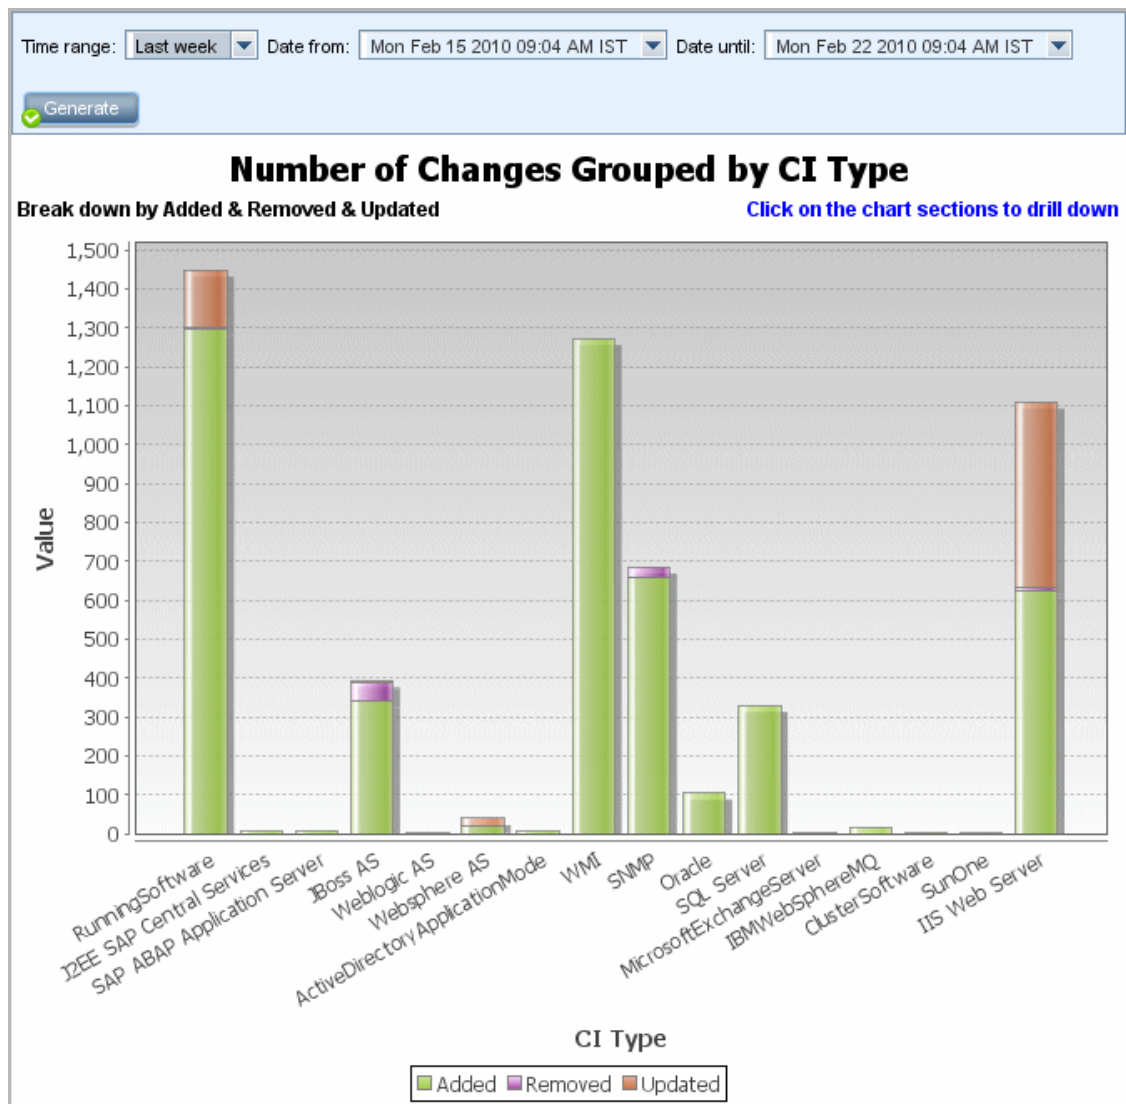 Time range: Last week Date from: Mon Feb 15 2010 09:04 AM IST Date until: Mon Feb 22 2010 09:04 AM IST
Generate
Number of Changes Grouped by CI Type
Break down by Added & Removed & Updated Click on the chart sections to drill down
1,500
1,400
1,300
1,200
1,100
1,000
900
800
700
600
500
400
300
200
100
0
Value
RunningSoftware
J2EE SAP Central Services
SAP ABAP Application Server
JBoss AS
Weblogic AS
Websphere AS
ActiveDirectoryApplicationMode
WMI
SNMP
Oracle
SQL Server
MicrosoftExchangeServer
IBMWebSphereMQ
ClusterSoftware
SunOne
IIS Web Server
CI Type
Added Removed Updated